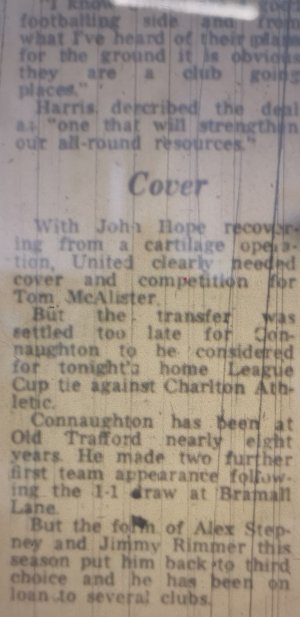 "I know
footballing side and from
what I've heard of their plans
for the ground it is obvious
they are a club going
places."
Harris dercribed the deal
as "one that will strengthen
our all-round resources."
Cover
With John Hope recover-
ing from a cartilage opera-
tion, United clearly needed
cover and competition for
Tom McAlister.
But the transfer was
settled too late for Con-
naughton to be considered
for tonight's home League
Cup tie against Charlton Ath-
letic.
Connaughton has been at
Old Trafford nearly eight
years. He made two further
first team appearance follow-
ing the 1-1 draw at Bramall
Lane.
But the form of Alex Step-
ney and Jimmy Rimmer this
season put him back to third
choice and he has been on
loan to several clubs.